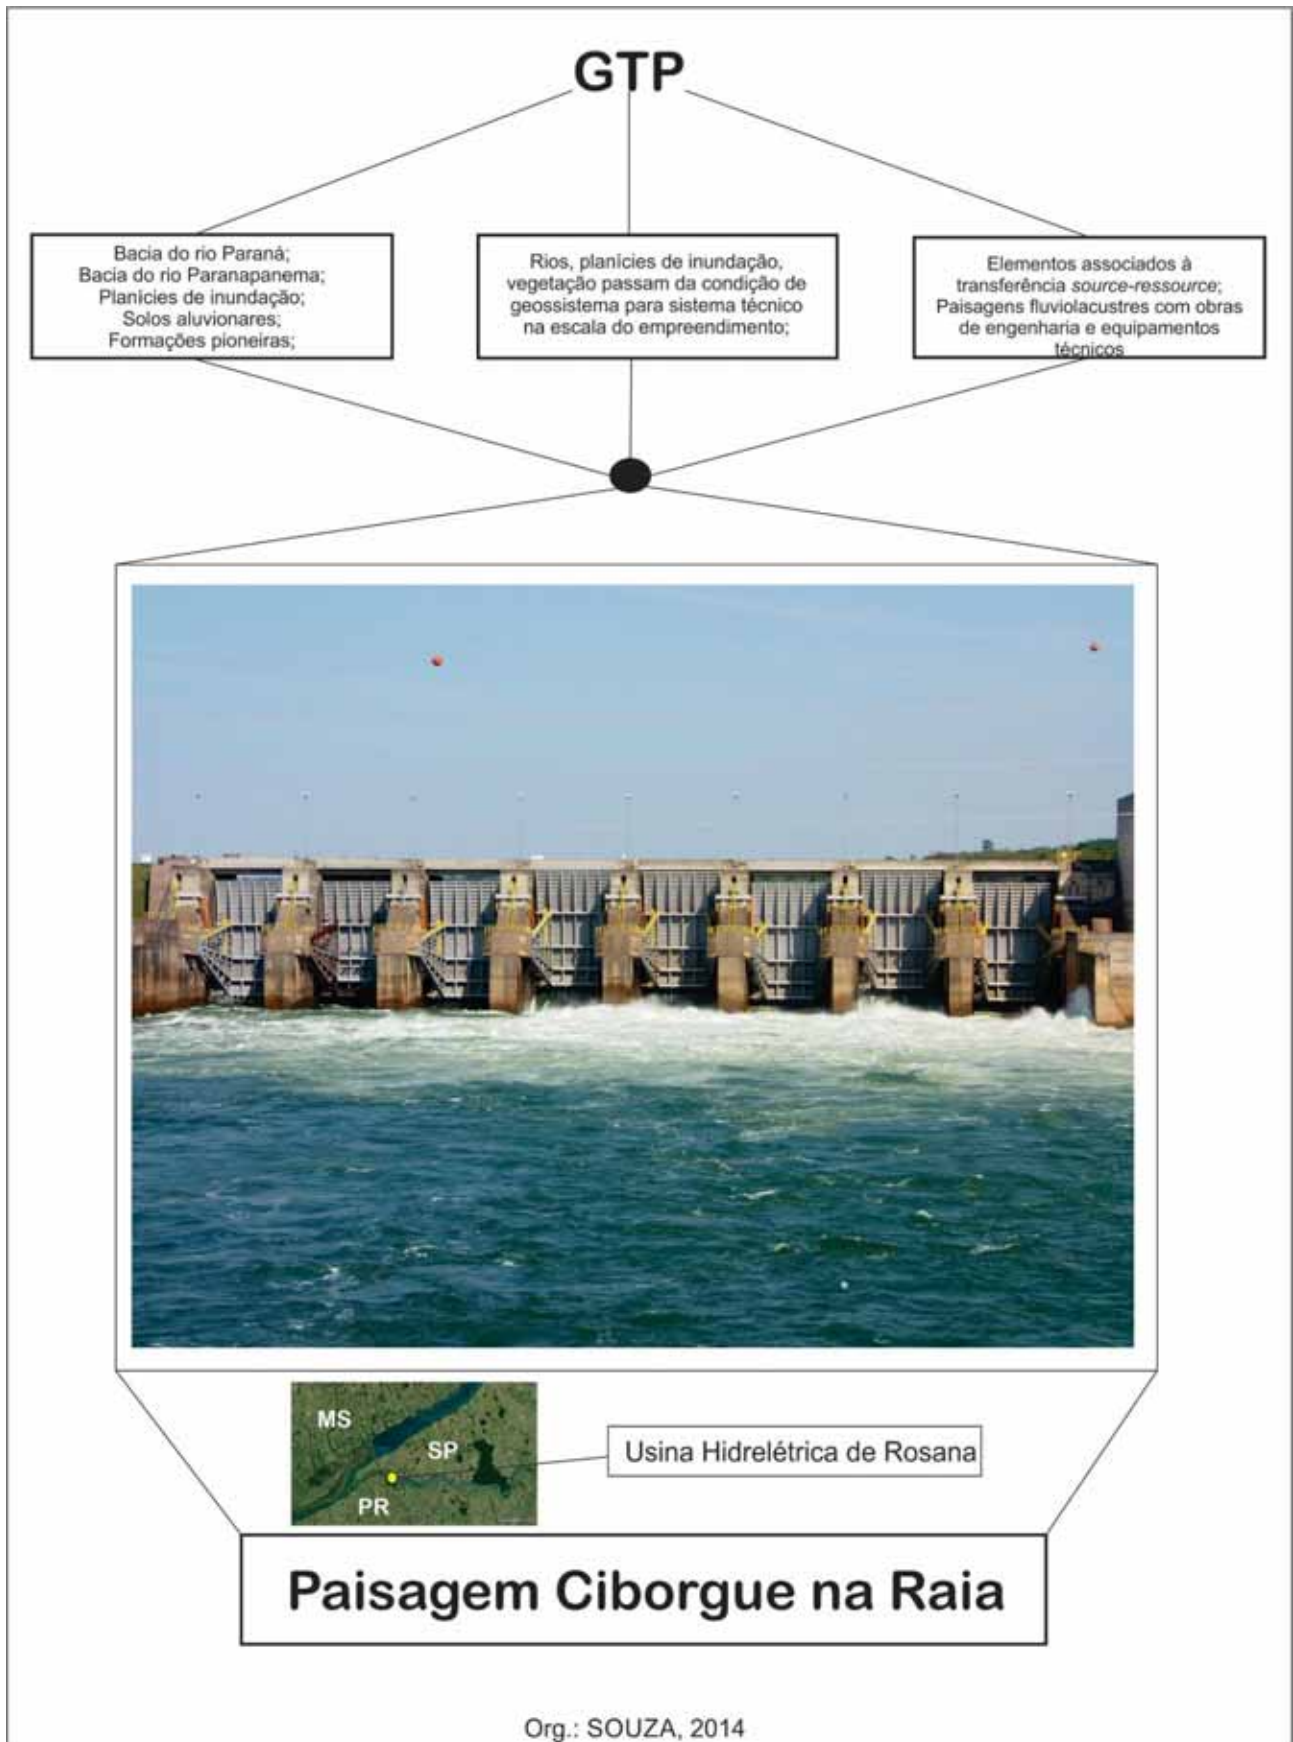 GTP
Bacia do rio Paraná;
Bacia do rio Paranapanema;
Planícies de inundação;
Solos aluvionares;
Formações pioneiras;
Rios, planícies de inundação,
vegetação passam da condição de
geossistema para sistema técnico
na escala do empreendimento;
Elementos associados à
transferência source-ressource;
Paisagens fluviolacustres com obras
de engenharia e equipamentos
técnicos
MS
SP
PR
Usina Hidrelétrica de Rosana
Paisagem Ciborgue na Raia
Org.: SOUZA, 2014